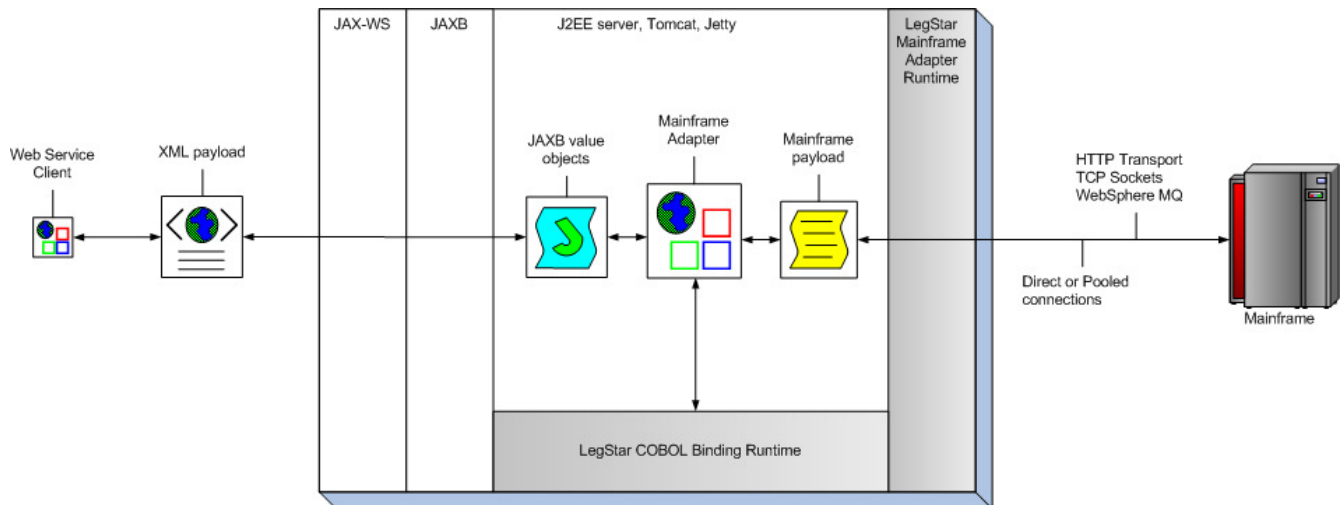 JAX-WS
JAXB
J2EE server, Tomcat, Jetty
LegStar
Mainframe
Adapter
Runtime
Web Service
Client
XML payload
JAXB value
objects
Mainframe
Adapter
Mainframe
payload
HTTP Transport
TCP Sockets
WebSphere MQ
Direct or Pooled
connections
Mainframe
LegStar COBOL Binding Runtime